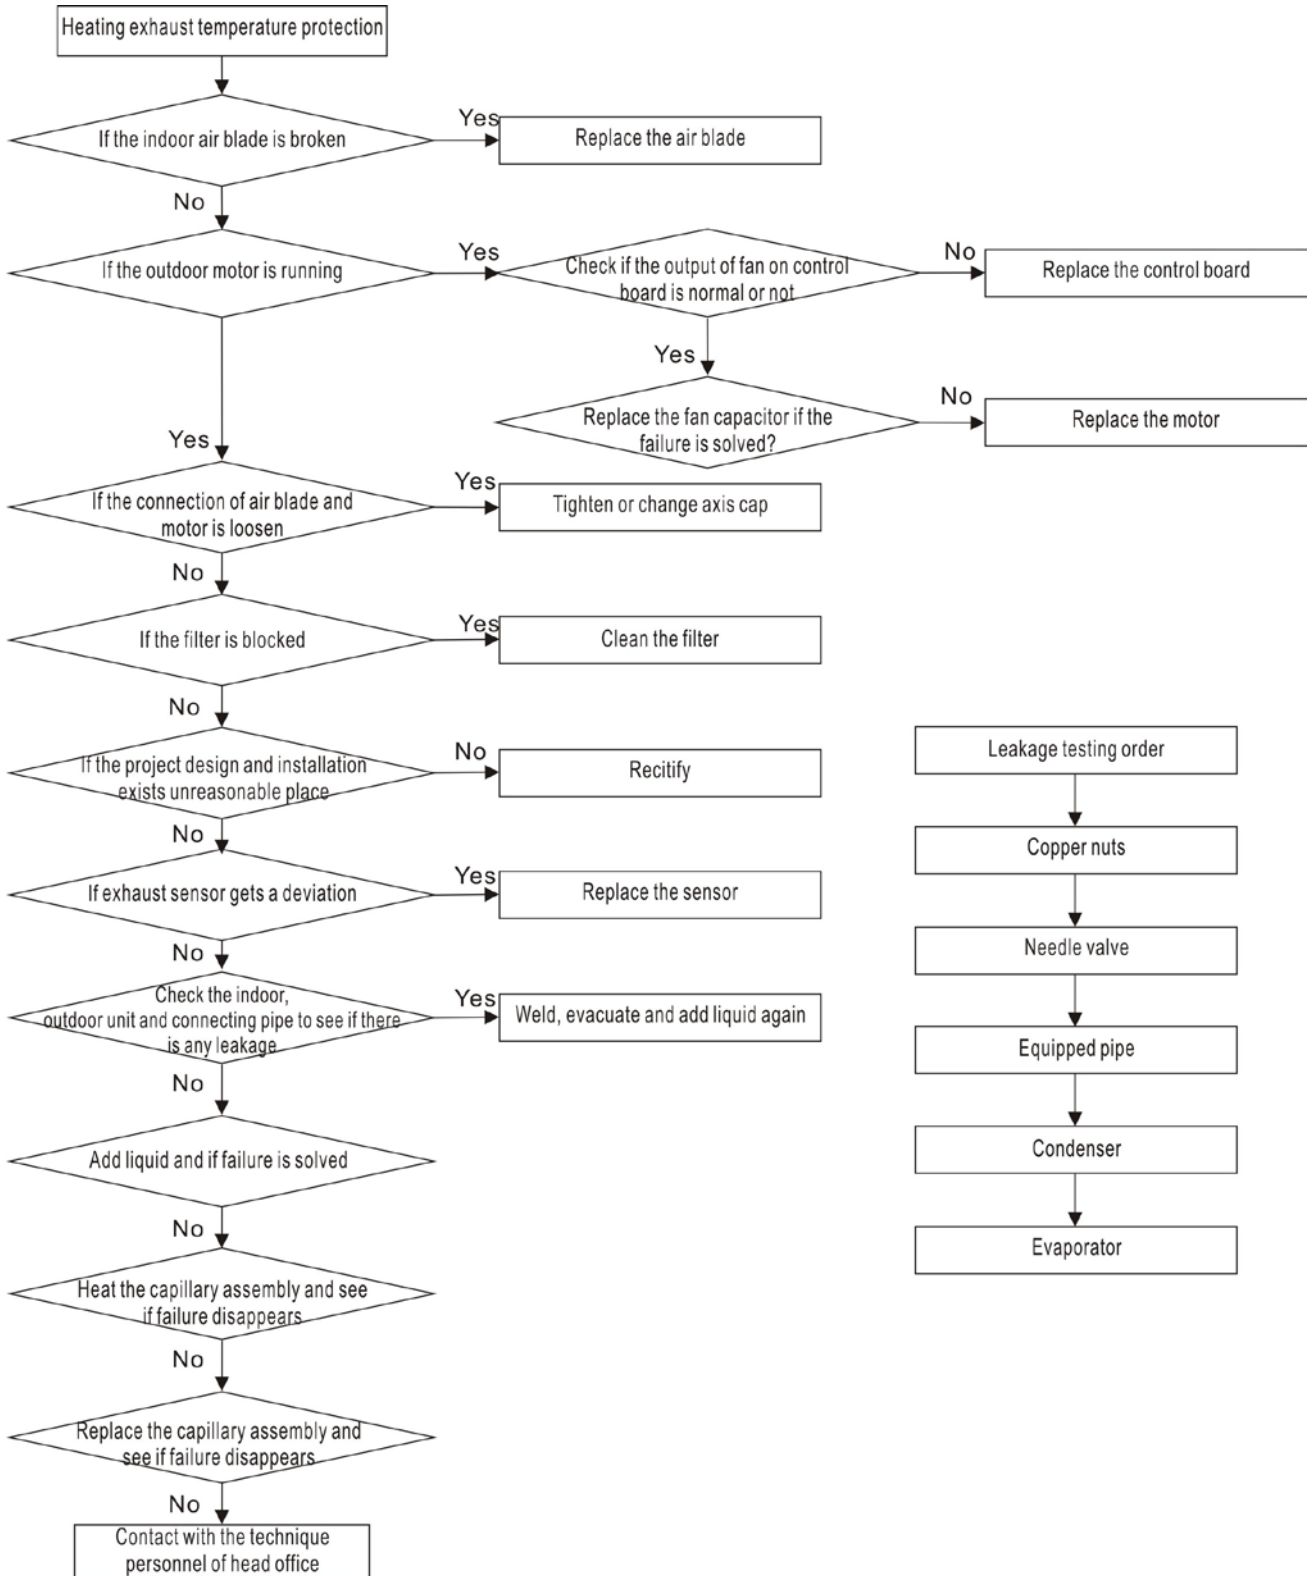 Heating exhaust temperature protection
If the indoor air blade is broken
Yes
Replace the air blade
No
If the outdoor motor is running
Yes
Check if the output of fan on control
board is normal or not
No
Replace the control board
Yes
Replace the fan capacitor if the
failure is solved?
No
Replace the motor
Yes
If the connection of air blade and
motor is loosen
Yes
Tighten or change axis cap
No
If the filter is blocked
Yes
Clean the filter
No
If the project design and installation
exists unreasonable place
No
Recitify
No
If exhaust sensor gets a deviation
Yes
Replace the sensor
No
Check the indoor,
outdoor unit and connecting pipe to see if there
is any leakage
Yes
Weld, evacuate and add liquid again
No
Add liquid and if failure is solved
No
Heat the capillary assembly and see
if failure disappears
No
Replace the capillary assembly and
see if failure disappears
No
Contact with the technique
personnel of head office
Leakage testing order
Copper nuts
Needle valve
Equipped pipe
Condenser
Evaporator